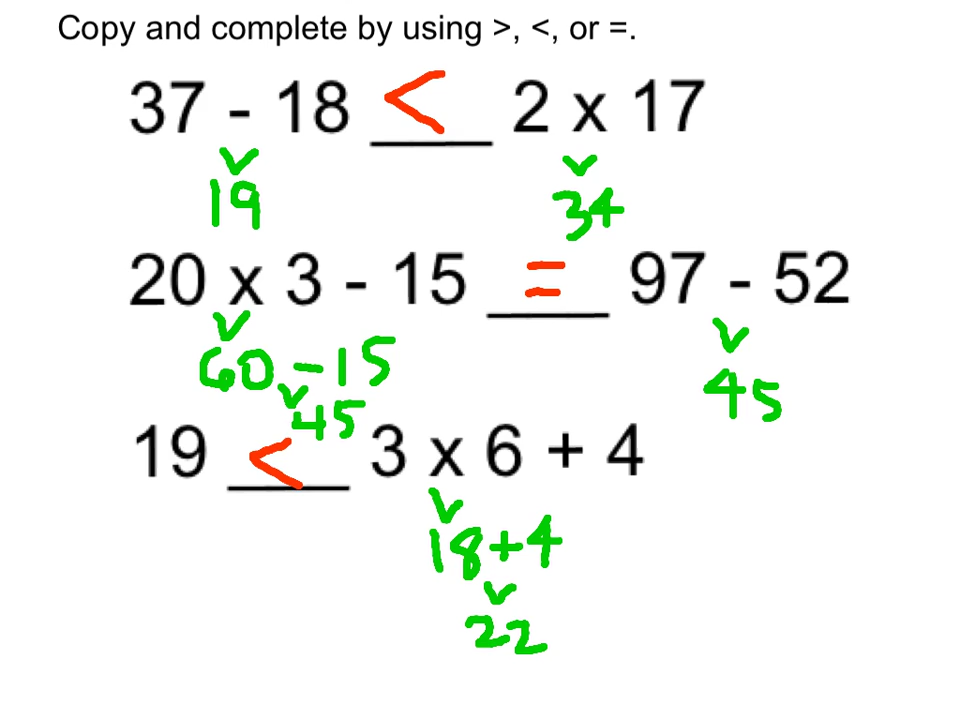 Copy and complete by using >, <, or =.
37 - 18 < 2 x 17
19 34
20 x 3 - 15 = 97 - 52
60 - 15
45 45
19 < 3 x 6 + 4
18+4
22